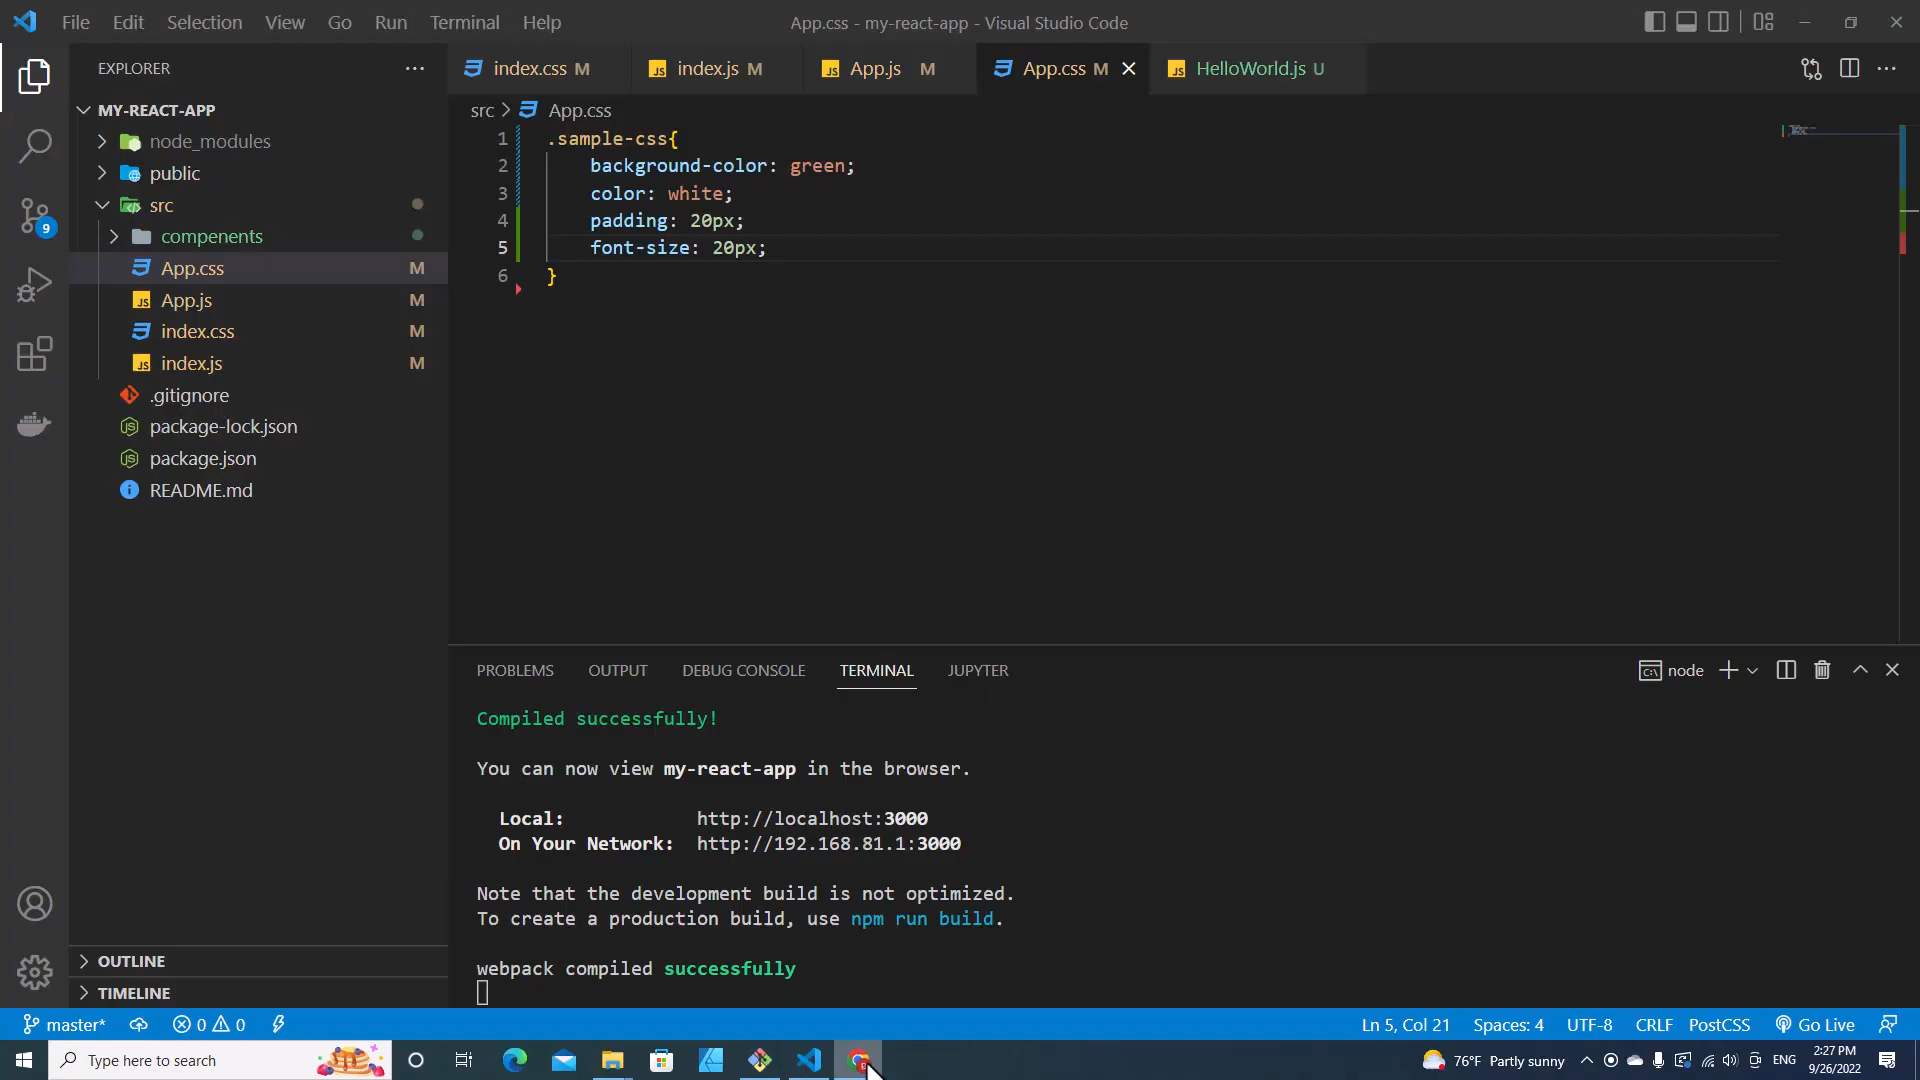 File Edit Selection View Go Run Terminal Help App.css - my-react-app - Visual Studio Code
EXPLORER
index.css M index.js M App.js M App.css M HelloWorld.js U
MY-REACT-APP
src App.css
node_modules
public
src
compenents
App.css M
App.js M
index.css M
index.js M
.gitignore
package-lock.json
package.json
README.md
1 .sample-css{
2 background-color: green;
3 color: white;
4 padding: 20px;
5 font-size: 20px;
6 }
PROBLEMS OUTPUT DEBUG CONSOLE TERMINAL JUPYTER node
Compiled successfully!
You can now view my-react-app in the browser.
Local: http://localhost:3000
On Your Network: http://192.168.81.1:3000
Note that the development build is not optimized.
To create a production build, use npm run build.
webpack compiled successfully
9
OUTLINE
TIMELINE
master* 0 0 Ln 5, Col 21 Spaces: 4 UTF-8 CRLF PostCSS Go Live
Type here to search 76°F Partly sunny ENG 2:27 PM
9/26/2022